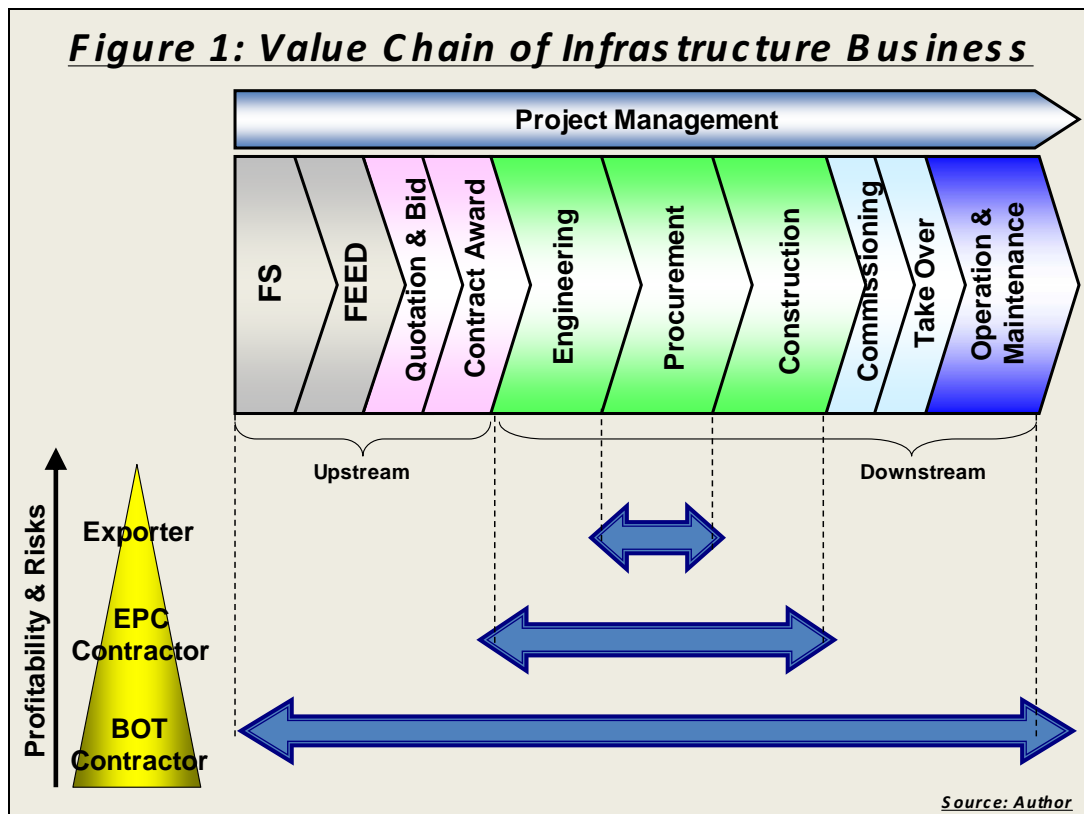 Figure 1: Value Chain of Infrastructure Business
Project Management
FS
FEED
Quotation & Bid
Contract Award
Engineering
Procurement
Construction
Commissioning
Take Over
Operation &
Maintenance
Upstream
Downstream
Profitability & Risks
Exporter
EPC
Contractor
BOT
Contractor
Source: Author